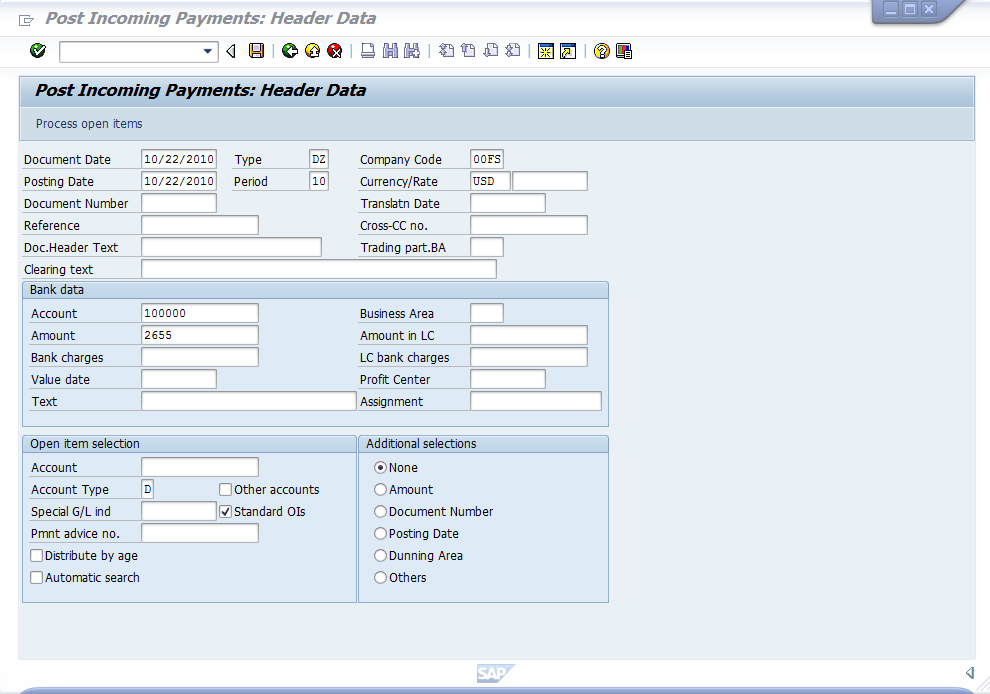 Post Incoming Payments: Header Data
Post Incoming Payments: Header Data
Process open items
Document Date 10/22/2010 Type DZ Company Code 00FS
Posting Date 10/22/2010 Period 10 Currency/Rate USD
Document Number Translatn Date
Reference Cross-CC no.
Doc.Header Text Trading part.BA
Clearing text
Bank data
Account 100000 Business Area
Amount 2655 Amount in LC
Bank charges LC bank charges
Value date Profit Center
Text Assignment
Open item selection Additional selections
Account None
Account Type D Other accounts Amount
Special G/L ind Standard OIs Document Number
Pmnt advice no. Posting Date
Distribute by age Dunning Area
Automatic search Others
SAP